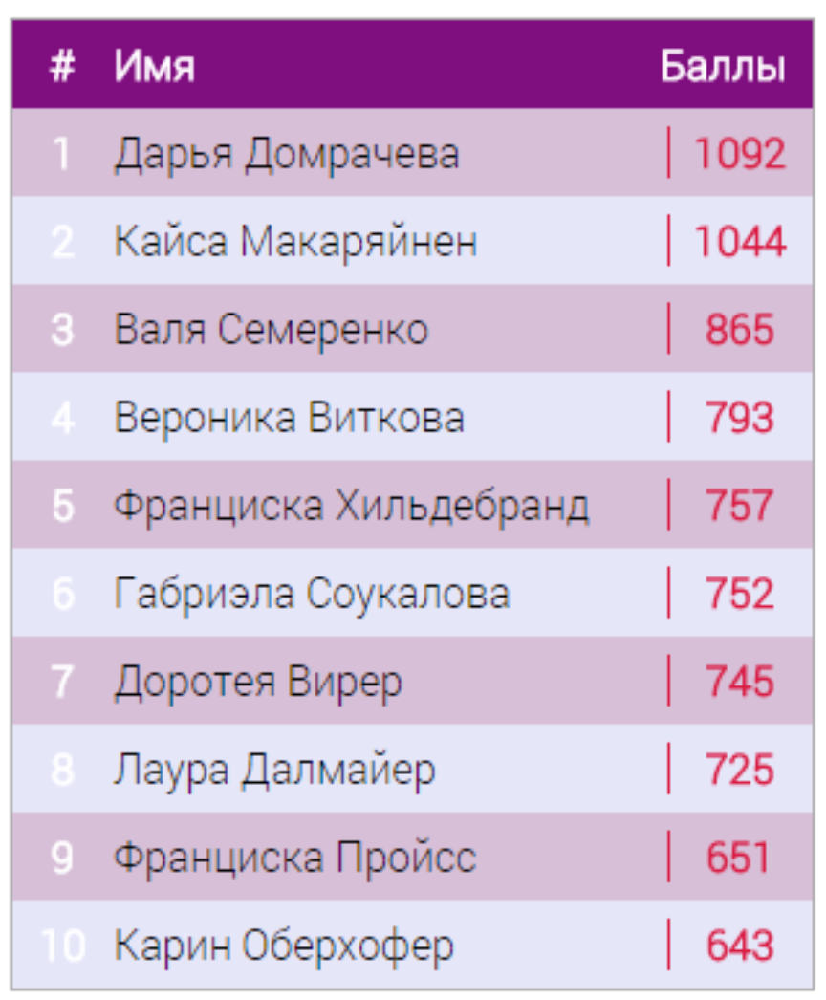 # Имя Баллы
1 Дарья Домрачева 1092
2 Кайса Макаряйнен 1044
3 Валя Семеренко 865
4 Вероника Виткова 793
5 Франциска Хильдебранд 757
6 Габриэла Соукалова 752
7 Доротея Вирер 745
8 Лаура Далмайер 725
9 Франциска Пройсс 651
10 Карин Оберхофер 643